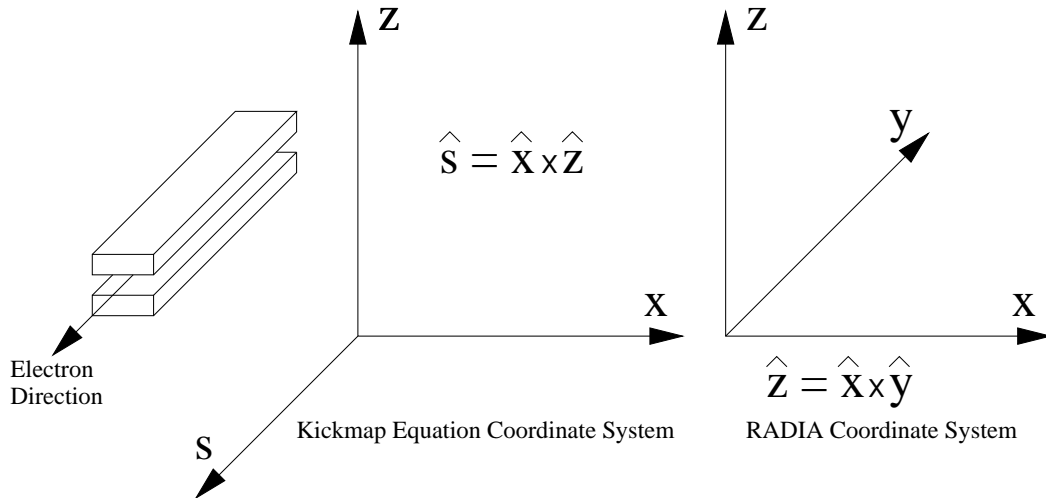 z
z
y
ŝ = x̂ x ẑ
x
x
Electron
Direction
ẑ = x̂ x ŷ
s
Kickmap Equation Coordinate System
RADIA Coordinate System